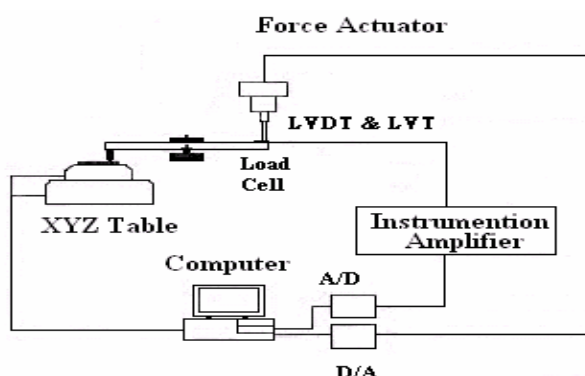 Force Actuator
LVDT & LVT
Load
Cell
XYZ Table
Instrumention
Amplifier
Computer
A/D
D/A